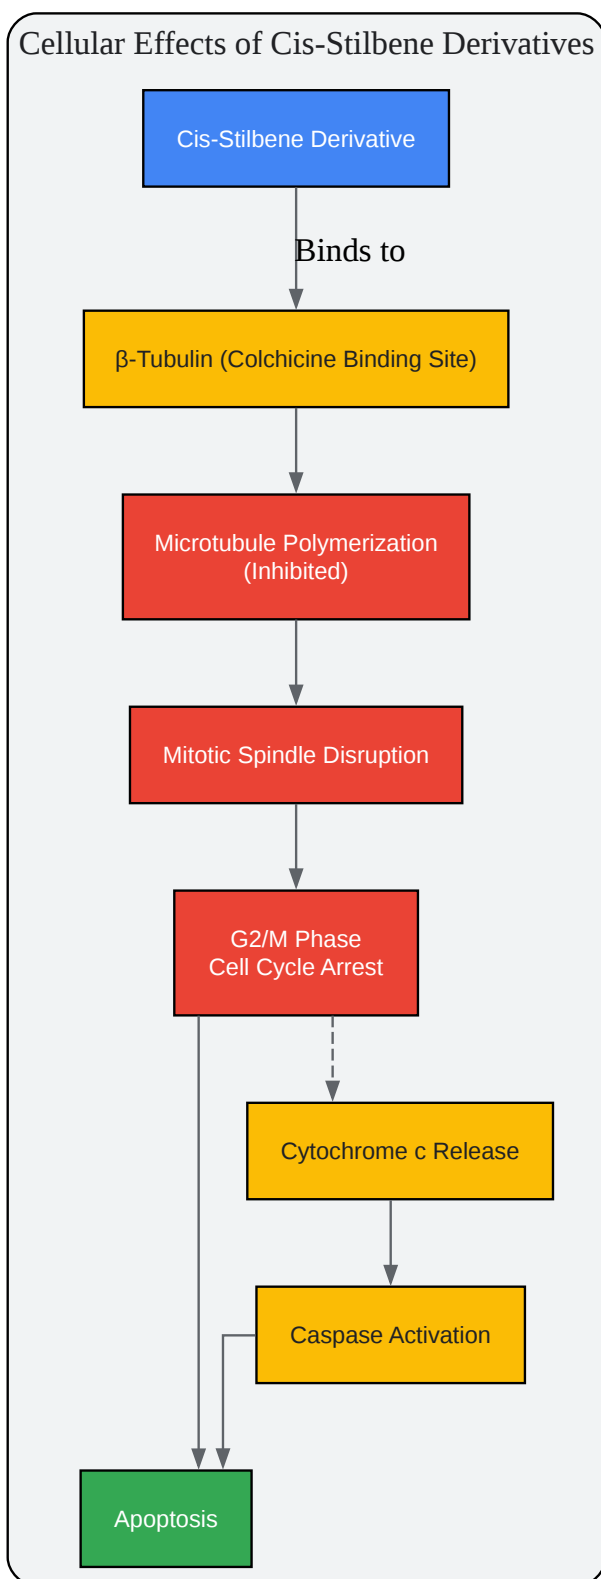 Cellular Effects of Cis-Stilbene Derivatives
Cis-Stilbene Derivative
Binds to
β-Tubulin (Colchicine Binding Site)
Microtubule Polymerization
(Inhibited)
Mitotic Spindle Disruption
G2/M Phase
Cell Cycle Arrest
Cytochrome c Release
Caspase Activation
Apoptosis